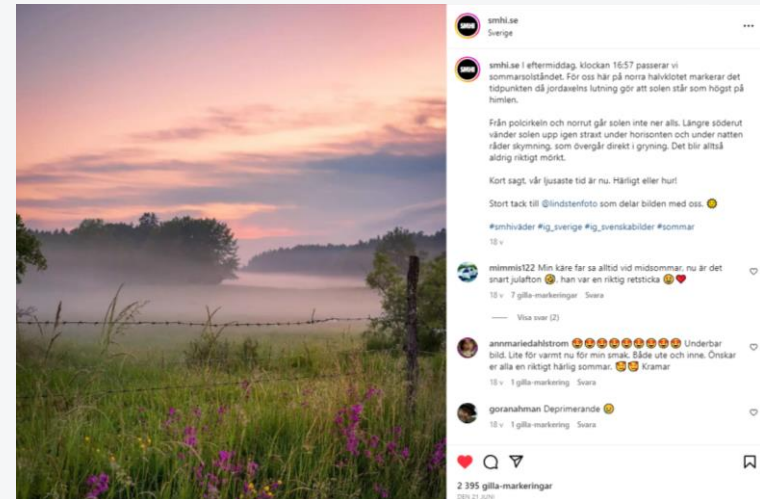 smhi.se
Sverige
smhi.se I eftermiddag, klockan 16:57 passerar vi
sommarsolståndet. För oss här på norra halvklotet markerar det
tidpunkten då jordaxelns lutning gör att solen står som högst på
himlen.
Från polcirkeln och norrut går solen inte ner alls. Längre söderut
vänder solen upp igen straxt under horisonten och under natten
råder skymning, som övergår direkt i gryning. Det blir alltså
aldrig riktigt mörkt.
Kort sagt, vår ljusaste tid är nu. Härligt eller hur!
Stort tack till @lindstenfoto som delar bilden med oss. 😊
#smhiväder #ig_sverige #ig_svenskabilder #sommar
18 v
mimmis122 Min käre far sa alltid vid midsommar, nu är det
snart julafton 🤣, han var en riktig retsticka 😄❤️
18 v 7 gilla-markeringar Svara
Visa svar (2)
annmariedahlstrom 😍😍😍😍😍😍😍😍😍 Underbar
bild. Lite för varmt nu för min smak. Både ute och inne. Önskar
er alla en riktigt härlig sommar. 🥰🥰 Kramar
18 v 1 gilla-markering Svara
goranahman Deprimerande 😢
18 v 1 gilla-markering Svara
2 395 gilla-markeringar
DEN 21 JUNI